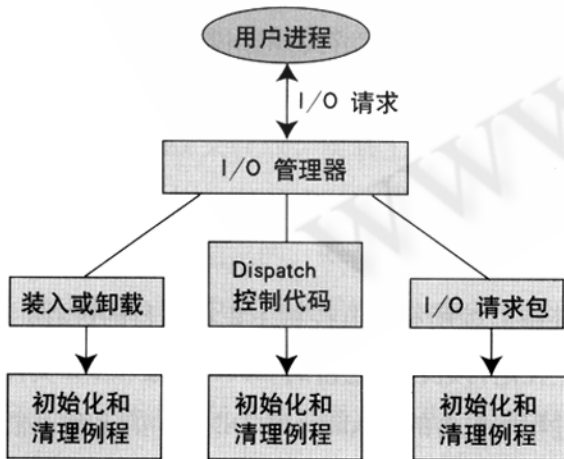 用户进程
I/O 请求
I/O 管理器
装入或卸载
Dispatch
控制代码
I/O 请求包
初始化和
清理例程
初始化和
清理例程
初始化和
清理例程
WWW